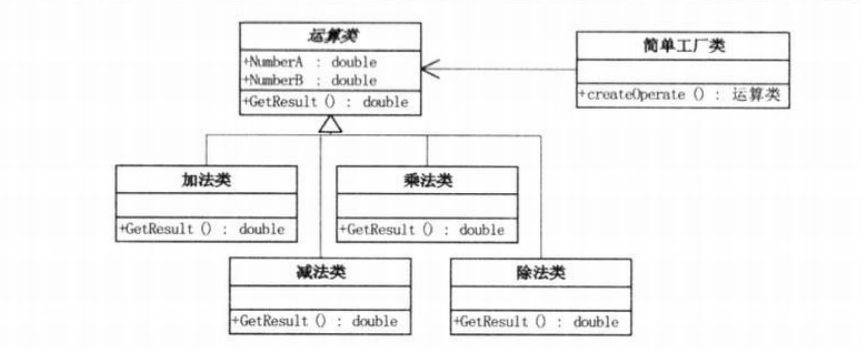 运算类
+NumberA : double
+NumberB : double
+GetResult () : double
简单工厂类
+createOperate () : 运算类
加法类
+GetResult () : double
乘法类
+GetResult () : double
减法类
+GetResult () : double
除法类
+GetResult () : double